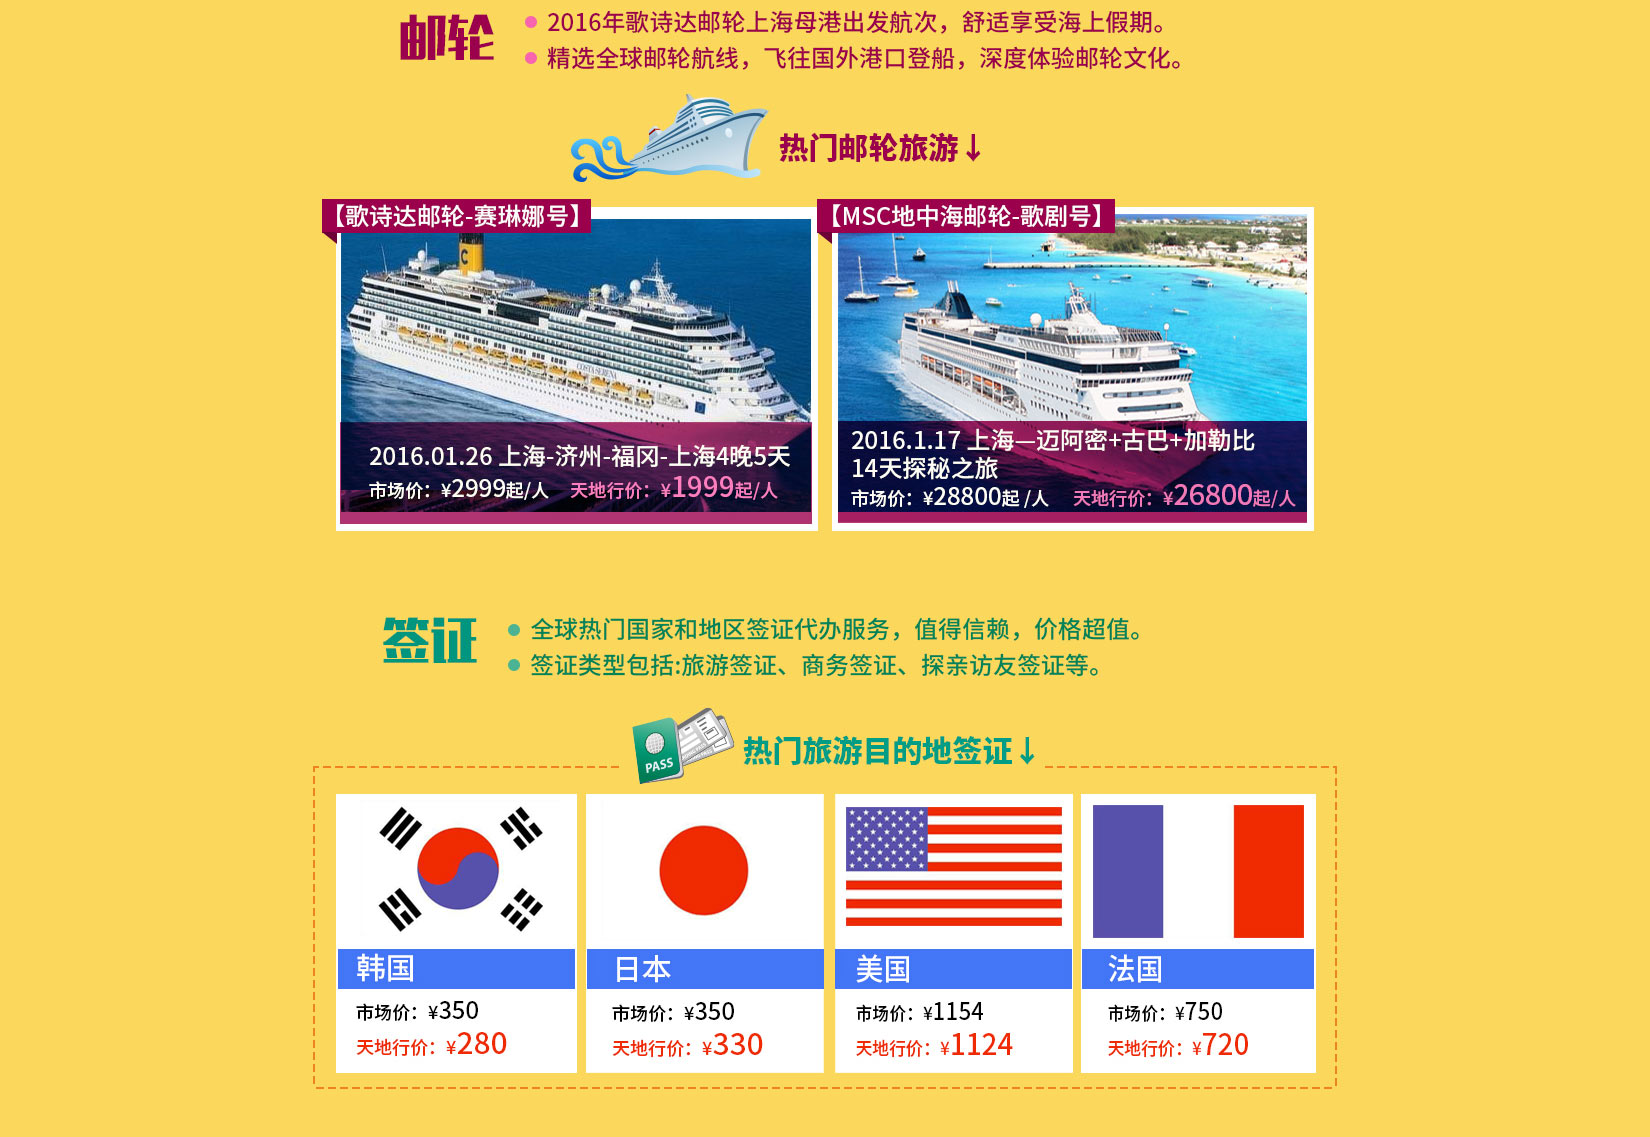 邮轮
2016年歌诗达邮轮上海母港出发航次，舒适享受海上假期。
精选全球邮轮航线，飞往国外港口登船，深度体验邮轮文化。
热门邮轮旅游↓
【歌诗达邮轮-赛琳娜号】
C
COSTA SERENA
2016.01.26 上海-济州-福冈-上海4晚5天
市场价：¥2999起/人 天地行价：¥1999起/人
【MSC地中海邮轮-歌剧号】
2016.1.17 上海—迈阿密+古巴+加勒比
14天探秘之旅
市场价：¥28800起 /人 天地行价：¥26800起/人
签证
全球热门国家和地区签证代办服务，值得信赖，价格超值。
签证类型包括:旅游签证、商务签证、探亲访友签证等。
PASS
热门旅游目的地签证↓
韩国
市场价：¥350
天地行价：¥280
日本
市场价：¥350
天地行价：¥330
美国
市场价：¥1154
天地行价：¥1124
法国
市场价：¥750
天地行价：¥720